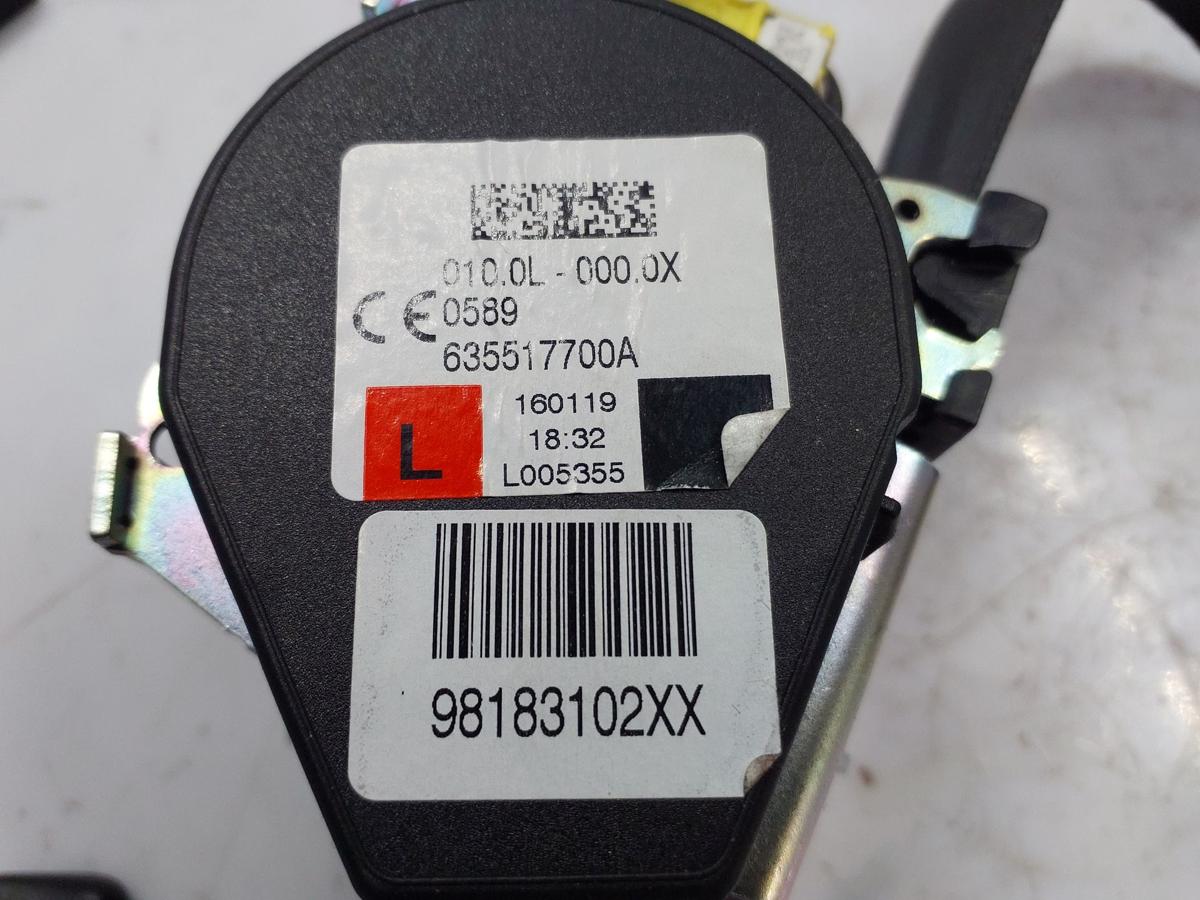 010.0L - 000.0X
CE 0589
635517700A
L
160119
18:32
L005355
98183102XX